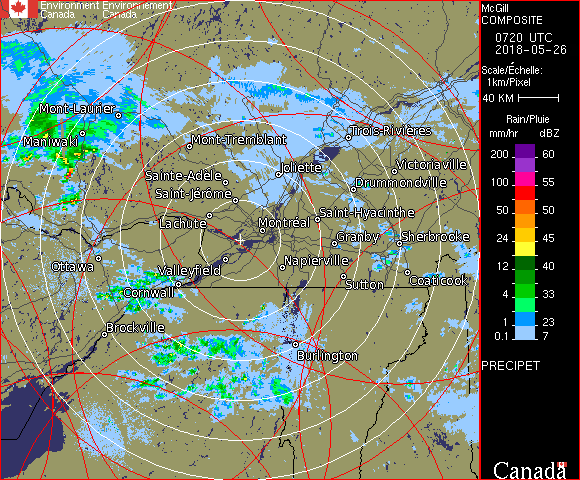 Environment Environnement
Canada Canada
McGill
COMPOSITE
0720 UTC
2018-05-26
Scale/Échelle:
1km/Pixel
40 KM
Rain/Pluie
mm/hr dBZ
200 60
100 55
50 50
24 45
12 40
4 33
1 23
0.1 7
PRECIPET
Canada
Mont-Laurier
Maniwaki
Mont-Tremblant
Trois-Rivières
Sainte-Adèle
Joliette
Victoriaville
Saint-Jérôme
Drummondville
Lachute
Montréal
Saint-Hyacinthe
Granby
Sherbrooke
Ottawa
Valleyfield
Napierville
Cornwall
Sutton
Coaticook
Brockville
Burlington